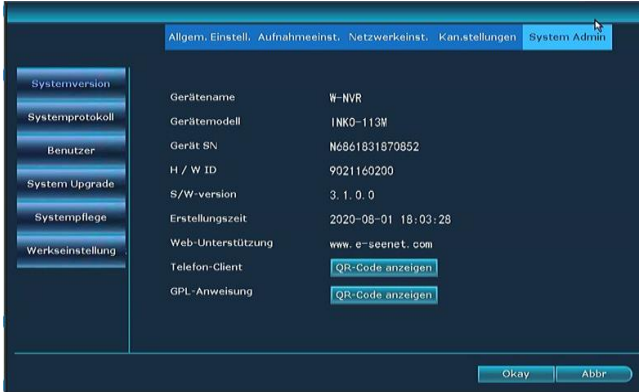 Allgem. Einstell. Aufnahmeeinst. Netzwerkeinst. Kan.stellungen System Admin
Systemversion
Systemprotokoll
Benutzer
System Upgrade
Systempflege
Werkseinstellung
Gerätename W-NVR
Gerätemodell INKO-113M
Gerät SN N6861831870852
H / W ID 9021160200
S/W-version 3.1.0.0
Erstellungszeit 2020-08-01 18:03:28
Web-Unterstützung www.e-seenet.com
Telefon-Client QR-Code anzeigen
GPL-Anweisung QR-Code anzeigen
Okay Abbr